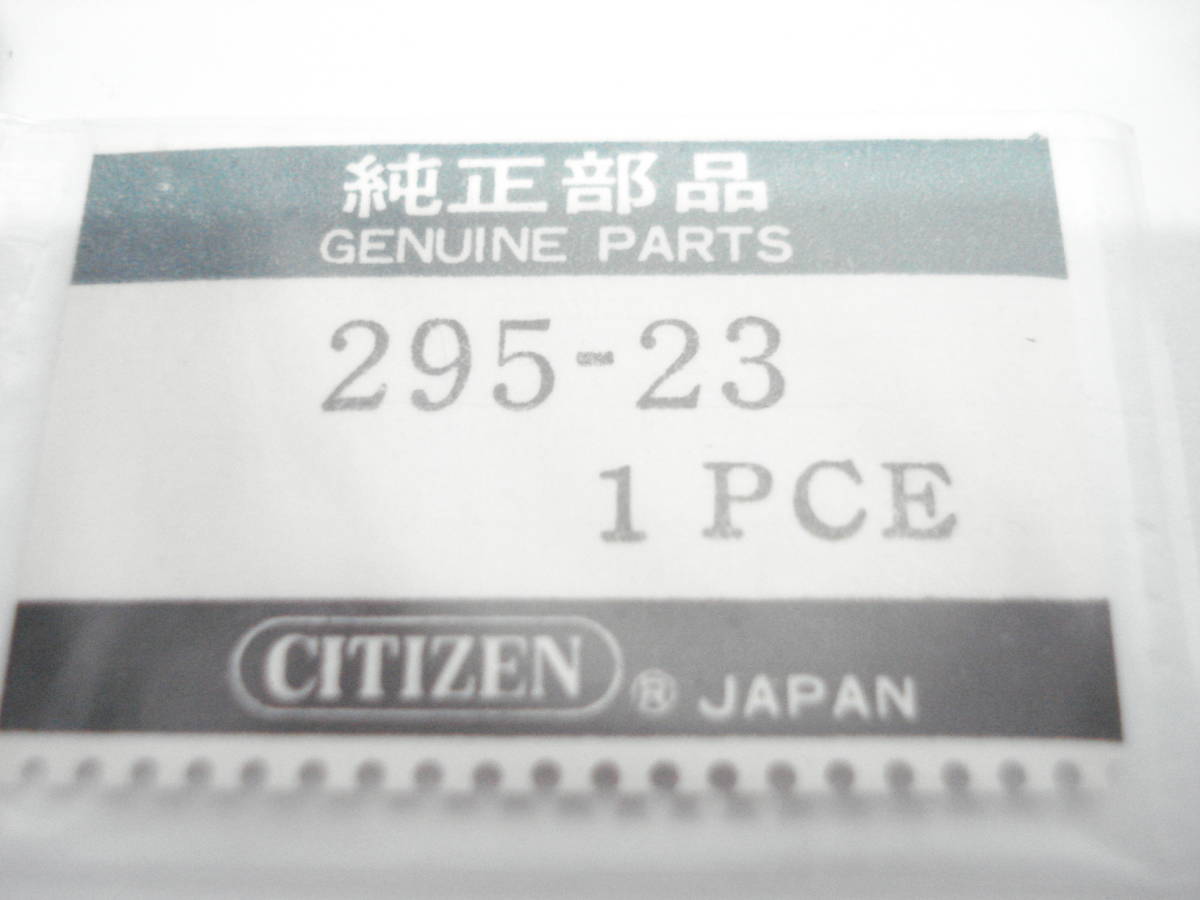 純正部品
GENUINE PARTS
295-23
1 PCE
CITIZEN ® JAPAN